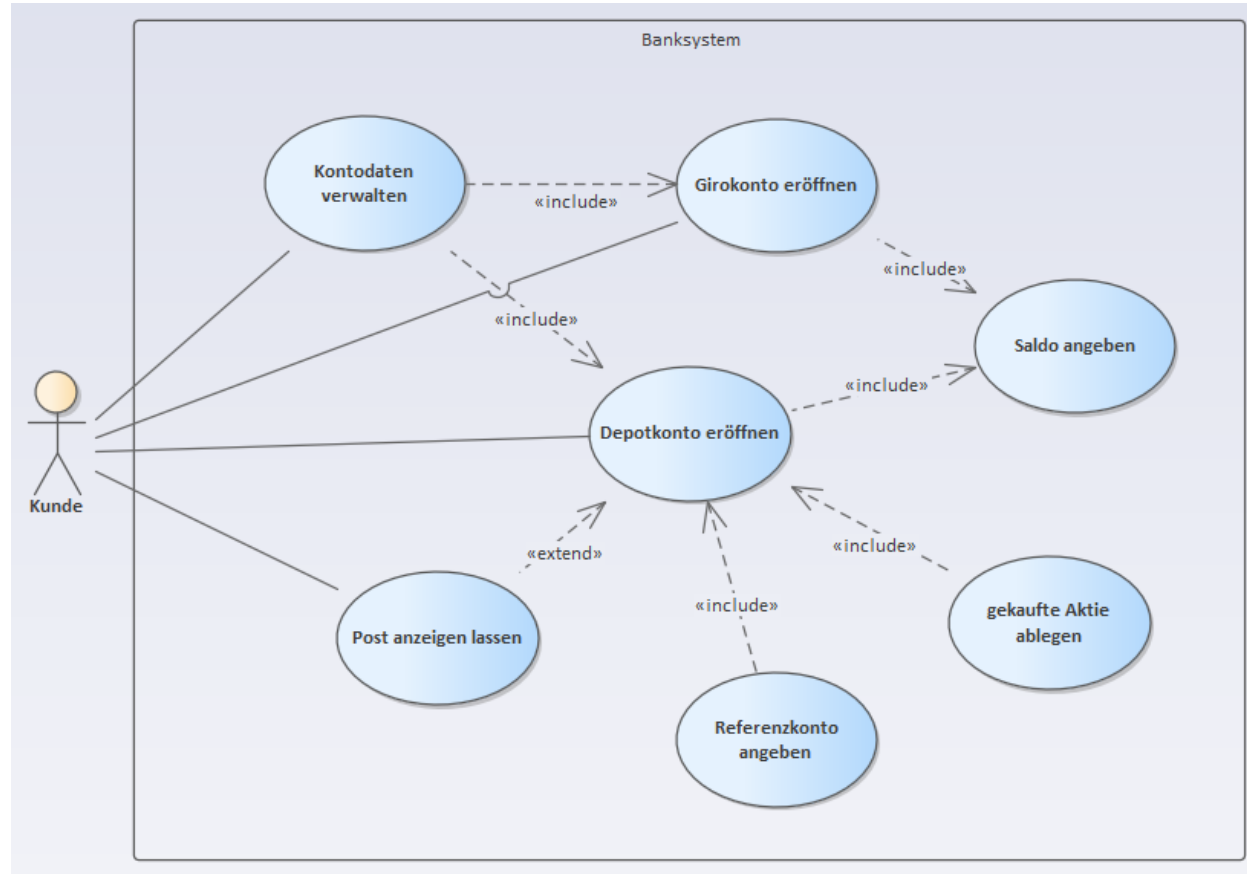 Banksystem
Kontodaten
verwalten
«include»
Girokonto eröffnen
«include»
«include»
Saldo angeben
«include»
Depotkonto eröffnen
Kunde
«extend»
«include»
«include»
Post anzeigen lassen
gekaufte Aktie
ablegen
Referenzkonto
angeben